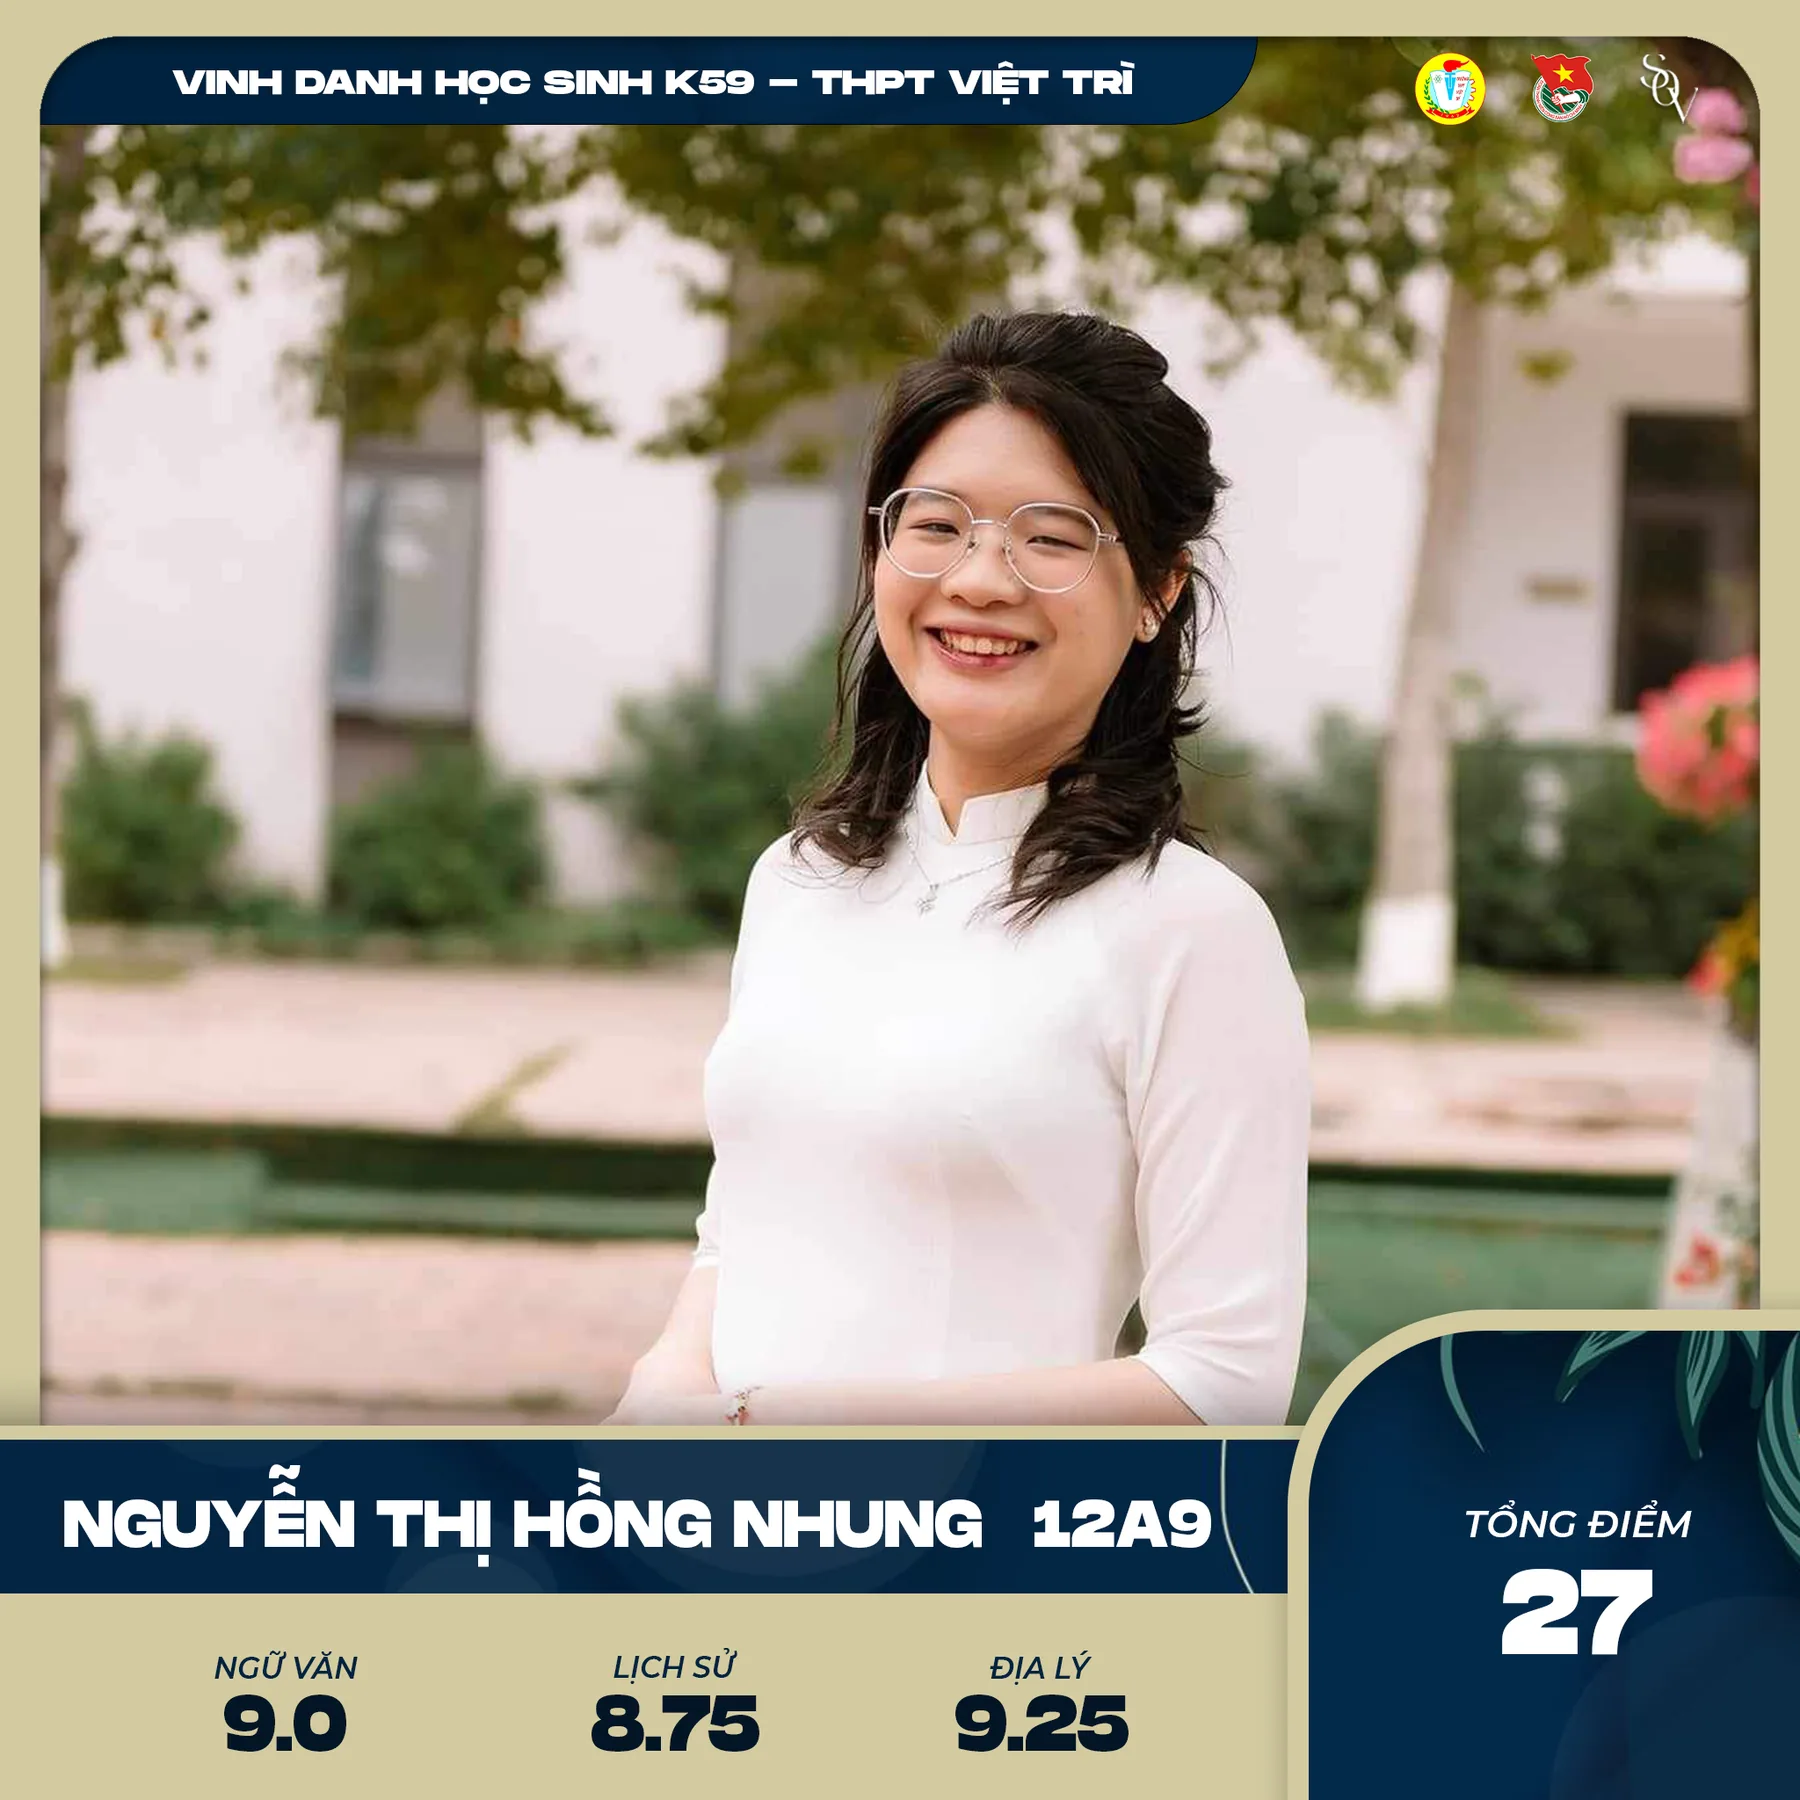 VINH DANH HỌC SINH K59 – THPT VIỆT TRÌ
SQV
NGUYỄN THỊ HỒNG NHUNG 12A9
TỔNG ĐIỂM
27
NGỮ VĂN LỊCH SỬ ĐỊA LÝ
9.0 8.75 9.25